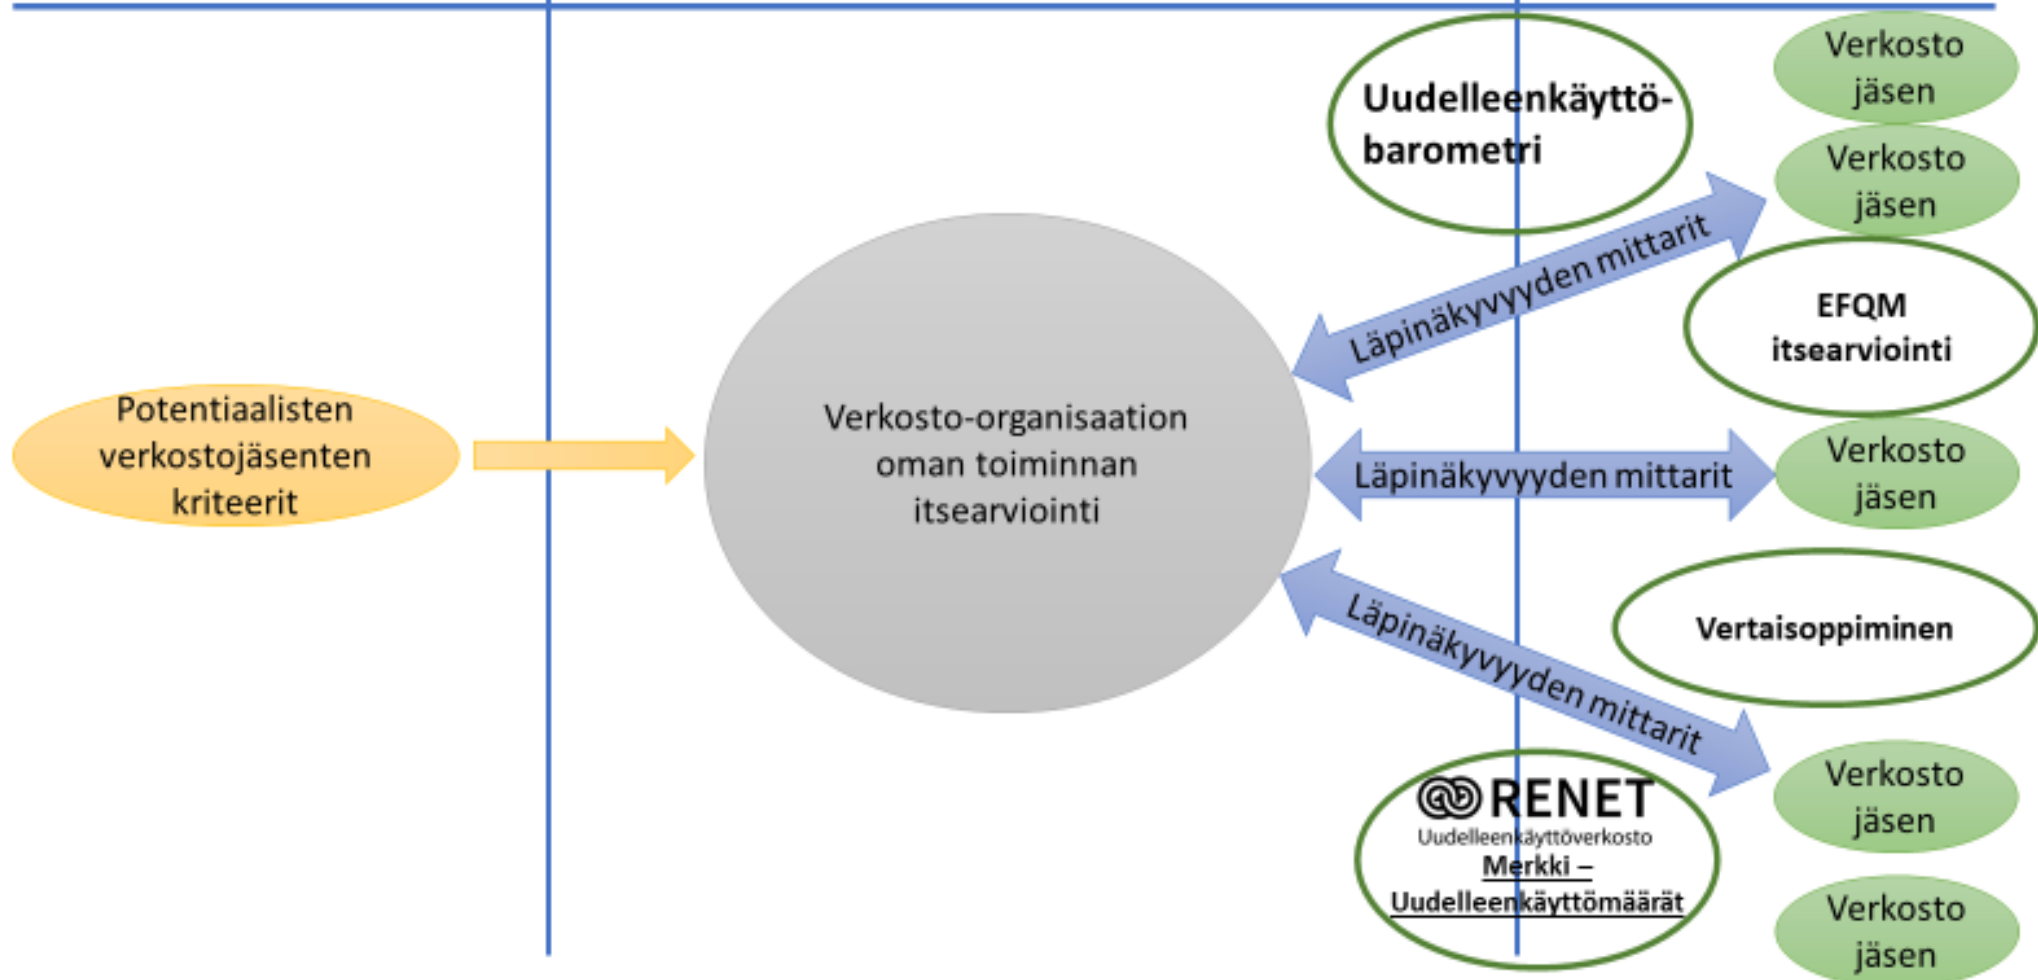 Potentiaalisten
verkostojäsenten
kriteerit
Verkosto-organisaation
oman toiminnan
itsearviointi
Uudelleenkäyttö-
barometri
Läpinäkyvyyden mittarit
Läpinäkyvyyden mittarit
Läpinäkyvyyden mittarit
RENET
Uudelleenkäyttöverkosto
Merkki –
Uudelleenkäyttömäärät
Verkosto
jäsen
Verkosto
jäsen
EFQM
itsearviointi
Verkosto
jäsen
Vertaisoppiminen
Verkosto
jäsen
Verkosto
jäsen